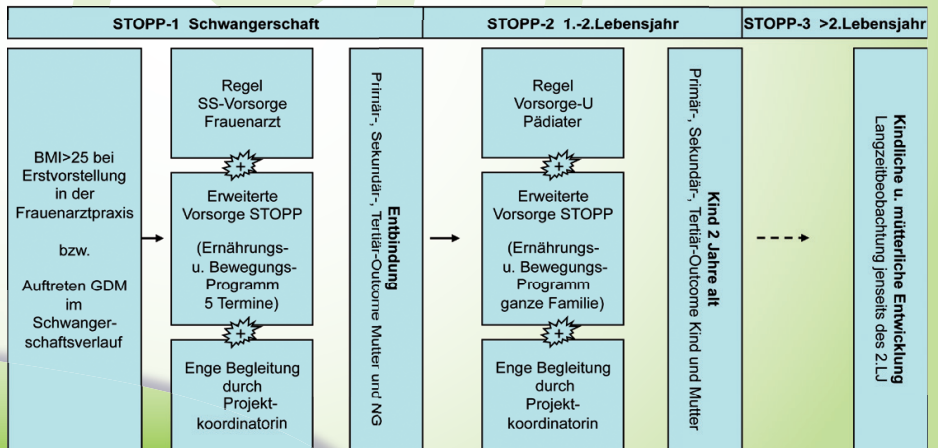 STOPP-1 Schwangerschaft
STOPP-2 1.-2.Lebensjahr
STOPP-3 >2.Lebensjahr
BMI>25 bei
Erstvorstellung
in der
Frauenarztpraxis
bzw.
Auftreten GDM
im
Schwanger-
schaftsverlauf
Regel
SS-Vorsorge
Frauenarzt
+
Erweiterte
Vorsorge STOPP
(Ernährungs-
u. Bewegungs-
Programm
5 Termine)
+
Enge Begleitung
durch
Projekt-
koordinatorin
Entbindung
Primär-, Sekundär-, Tertiär-Outcome Mutter und NG
Regel
Vorsorge-U
Pädiater
+
Erweiterte
Vorsorge STOPP
(Ernährungs-
u. Bewegungs-
Programm
ganze Familie)
+
Enge Begleitung
durch
Projekt-
koordinatorin
Kind 2 Jahre alt
Primär-, Sekundär-, Tertiär-Outcome Kind und Mutter
Kindliche u. mütterliche Entwicklung
Langzeitbeobachtung jenseits des 2.LJ